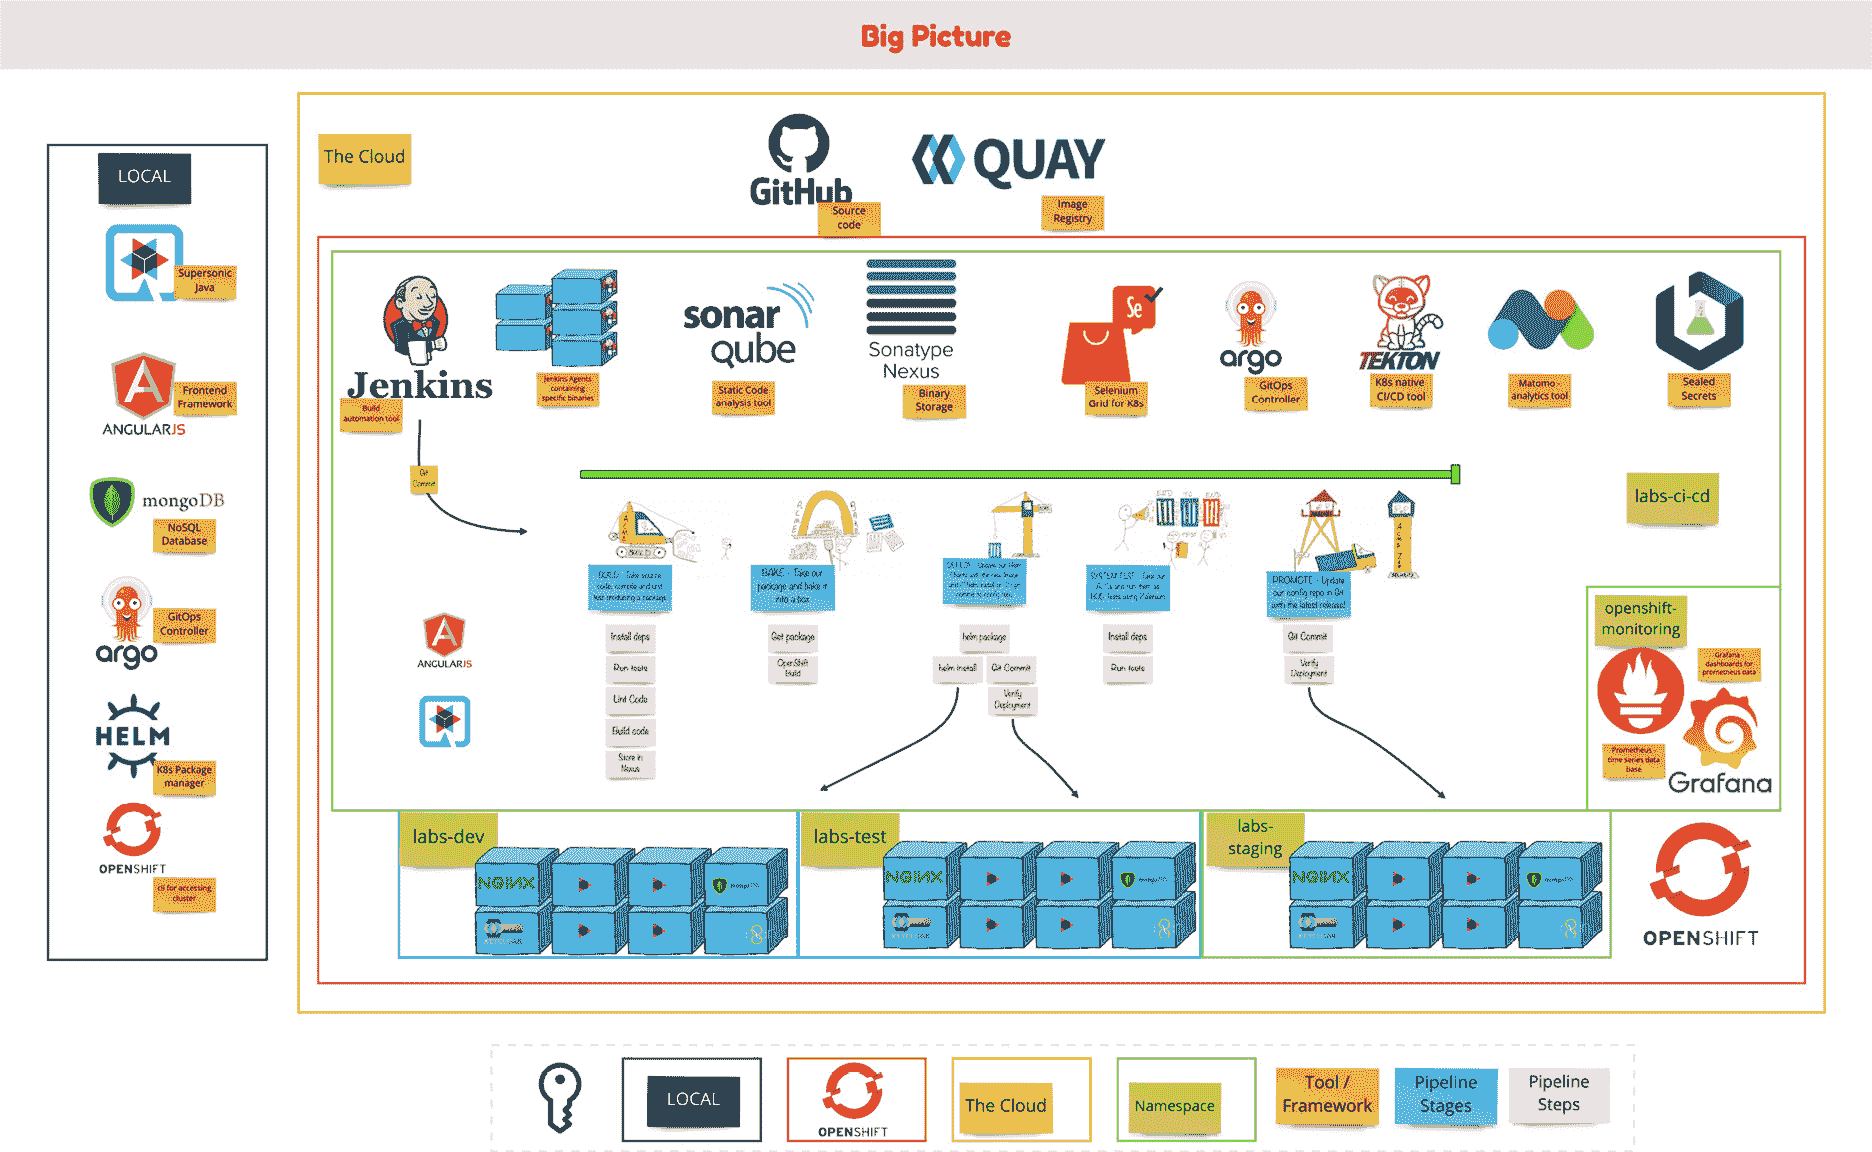 Big Picture
LOCAL
Supersonic
Java
Frontend
Framework
ANGULARJS
mongoDB
NoSQL
Database
GitOps
Controller
argo
HELM
K8s Package
manager
OPENSHIFT
cli for accessing
cluster
The Cloud
GitHub
Source
code
QUAY
Image
Registry
Jenkins
Build
automation tool
Jenkins Agents
containing
specific binaries
sonar
qube
Static Code
analysis tool
Sonatype
Nexus
Binary
Storage
Se
Selenium
Grid for K8s
argo
GitOps
Controller
TEKTON
K8s native
CI/CD tool
Matomo
analytics tool
Sealed
Secrets
Git
Commit
labs-ci-cd
BUILD - Take source
code, compile and unit
test producing a package
BAKE - Take our
package and bake it
into a box
PROMOTE - Update
our config repo in Git
with the latest release!
ANGULARJS
Install deps
Run tests
Lint Code
Build code
Store in
Nexus
Get package
OpenShift
Build
helm package
helm install
Git Commit
Verify
Deployment
Install deps
Run tests
Git Commit
Verify
Deployment
openshift-
monitoring
Grafana -
dashboards for
prometheus data
Prometheus -
time series data
base
Grafana
labs-dev
NGINX
mongoDB
labs-test
NGINX
mongoDB
labs-
staging
NGINX
mongoDB
OPENSHIFT
LOCAL
OPENSHIFT
The Cloud
Namespace
Tool /
Framework
Pipeline
Stages
Pipeline
Steps